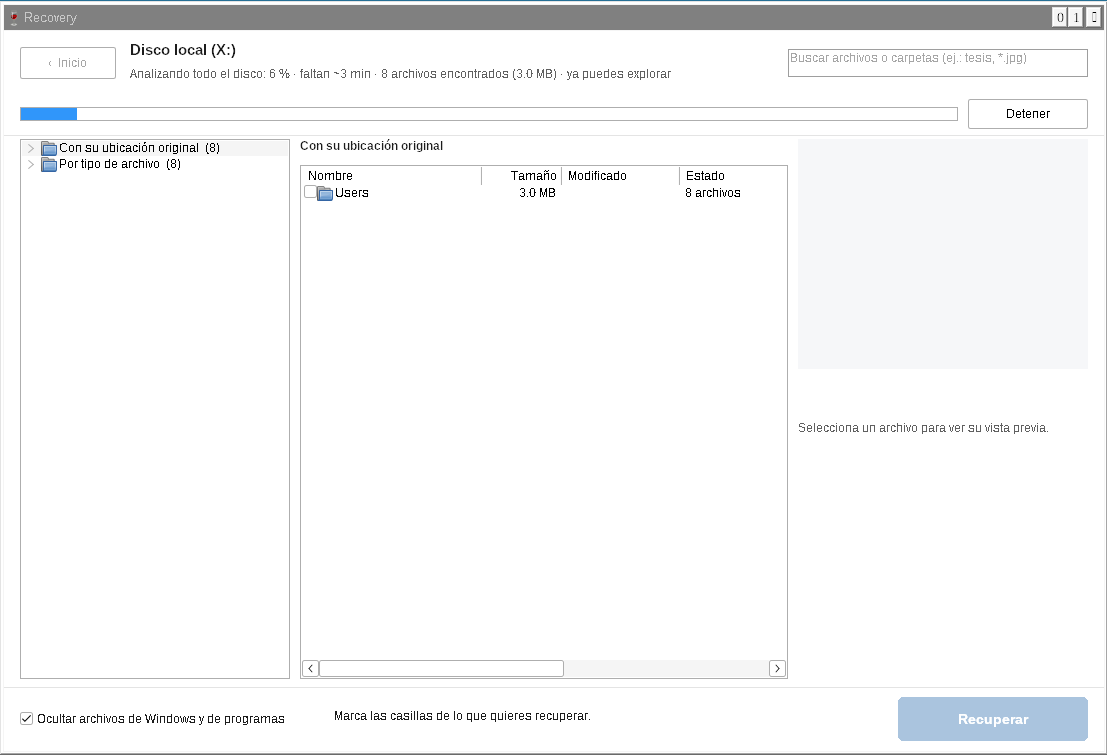 Recovery
0 1
‹ Inicio
Disco local (X:)
Analizando todo el disco: 6 % · faltan ~3 min · 8 archivos encontrados (3.0 MB) · ya puedes explorar
Buscar archivos o carpetas (ej.: tesis, *.jpg)
Detener
Con su ubicación original (8)
Por tipo de archivo (8)
Con su ubicación original
Nombre Tamaño Modificado Estado
Users 3.0 MB 8 archivos
Selecciona un archivo para ver su vista previa.
Ocultar archivos de Windows y de programas
Marca las casillas de lo que quieres recuperar.
Recuperar